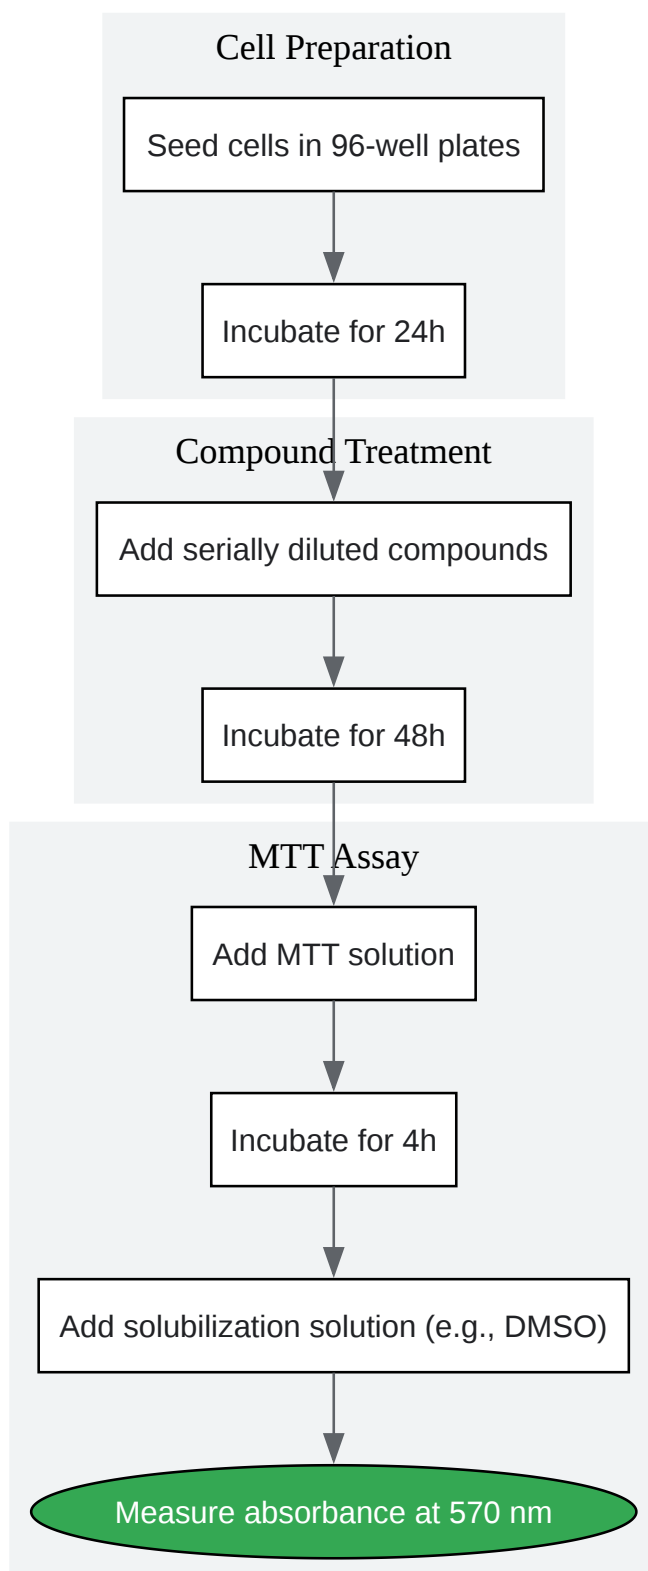 Cell Preparation
Seed cells in 96-well plates
Incubate for 24h
Compound Treatment
Add serially diluted compounds
Incubate for 48h
MTT Assay
Add MTT solution
Incubate for 4h
Add solubilization solution (e.g., DMSO)
Measure absorbance at 570 nm